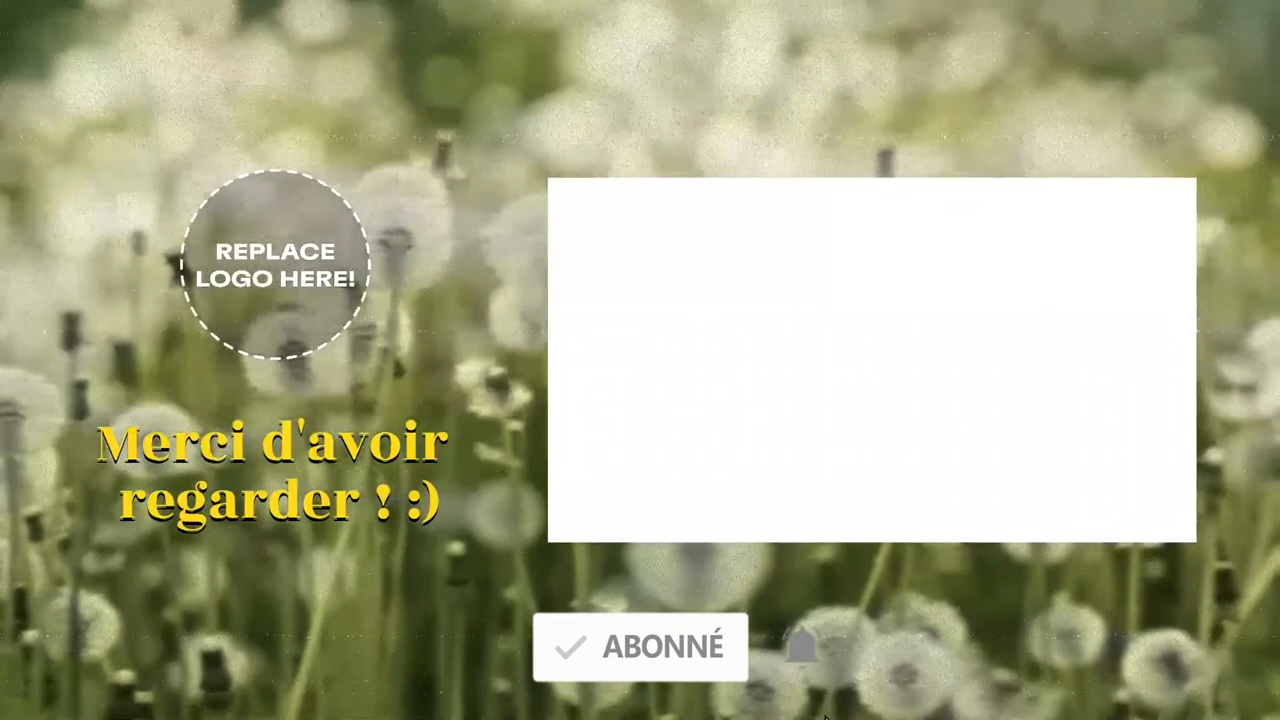 REPLACE
LOGO HERE!
Merci d'avoir
regarder ! :)
ABONNÉ